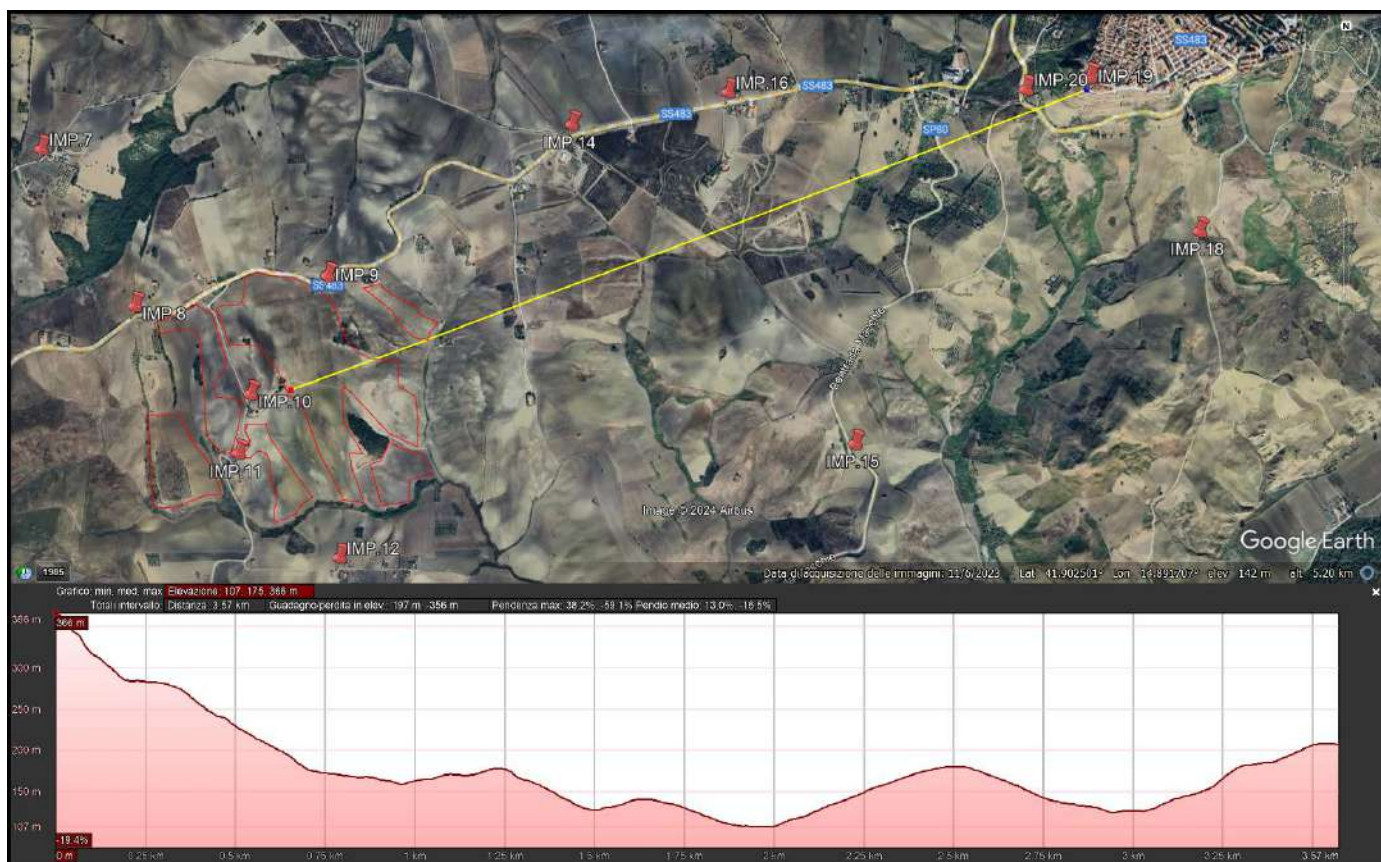 N
SS483
IMP.16
IMP.20
IMP.19
SS483
IMP.7
SS483
IMP.14
SP80
IMP.18
IMP.9
SS483
IMP.8
IMP.10
IMP.11
IMP.15
Image © 2024 Airbus
IMP.12
Google Earth
1985
Data di acquisizione delle immagini: 11/6/2023 Lat 41.902501° Lon 14.891707° elev 142 m alt 5.20 km
Grafico: min, med, max Elevazione: 107, 175, 366 m
Totali intervallo: Distanza: 3.57 km Guadagno/perdita in elev.: 197 m -356 m Pendenza max: 38,2%, -59,1% Pendio medio: 13,0%, -16,5%
366 m
366 m
300 m
250 m
200 m
150 m
107 m
-19.4%
0 m 0.25 km 0.5 km 0.75 km 1 km 1.25 km 1.5 km 1.75 km 2 km 2.25 km 2.5 km 2.75 km 3 km 3.25 km 3.57 km